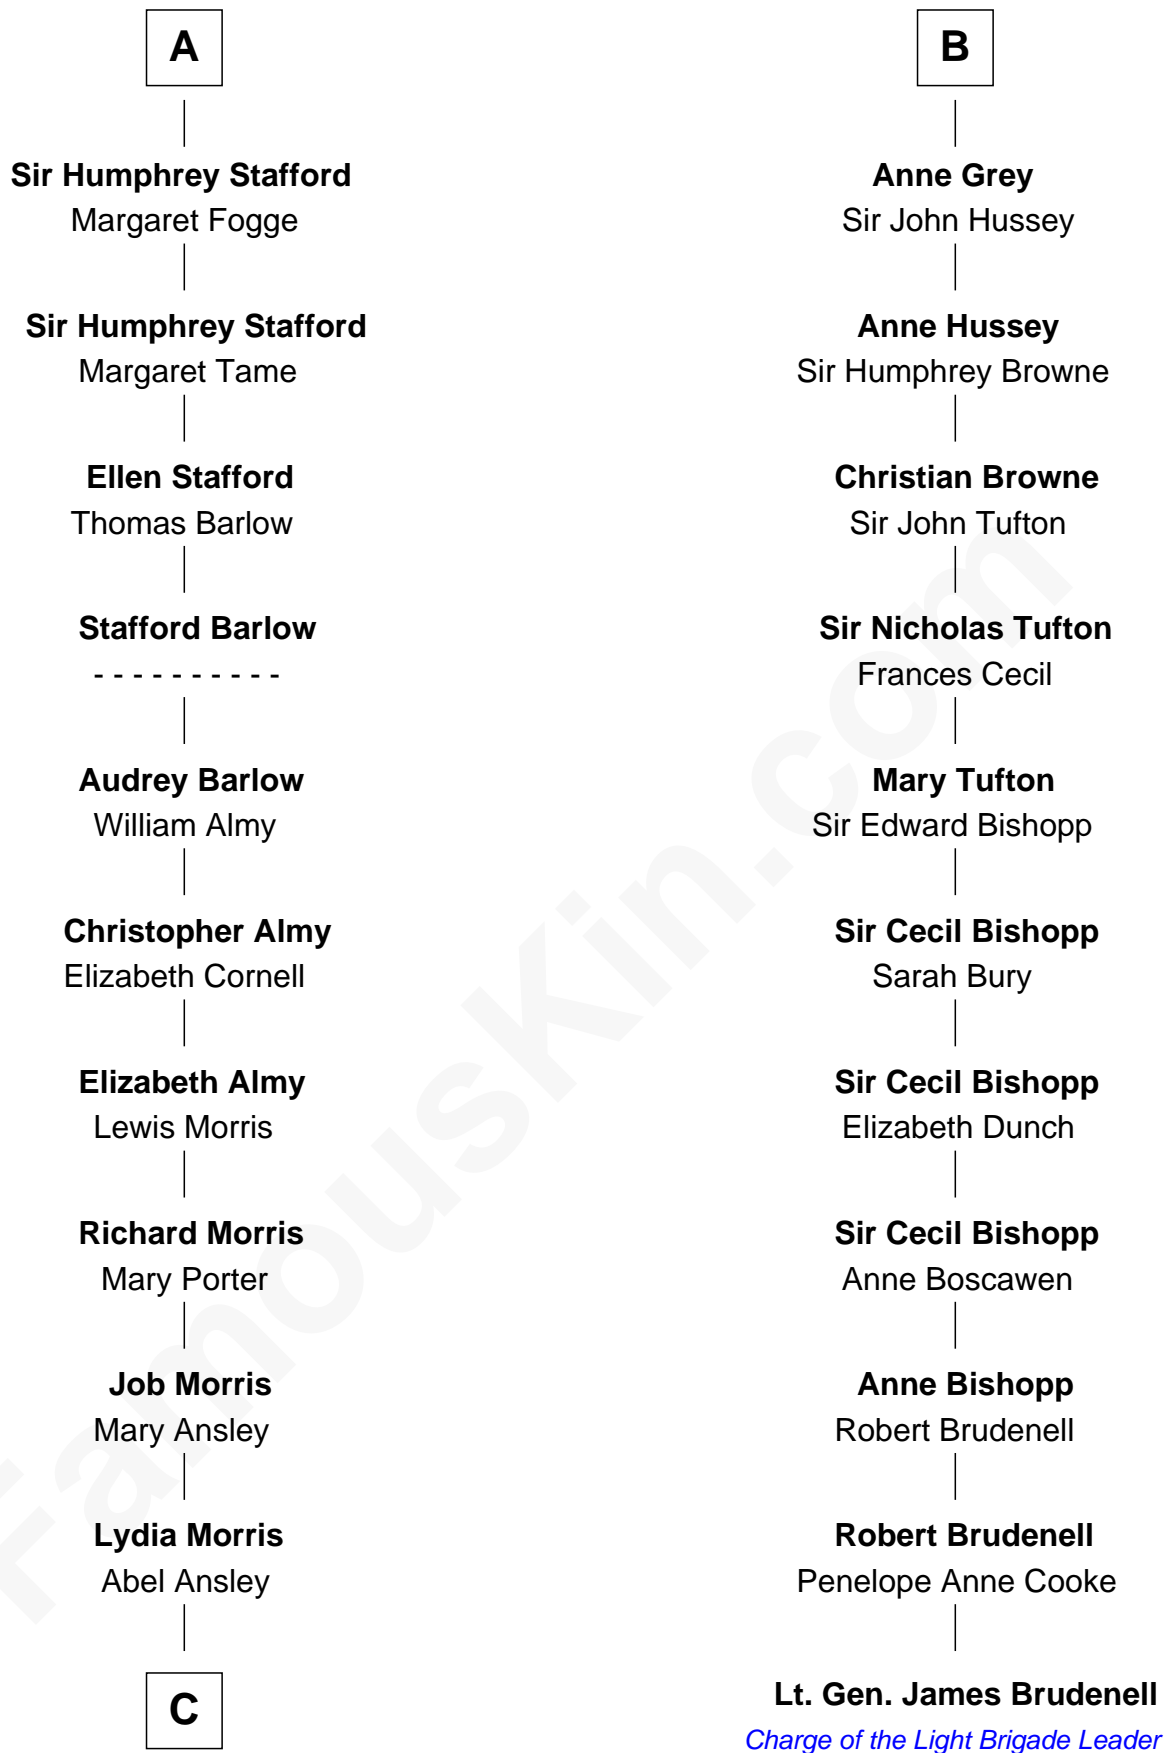 A
Sir Humphrey Stafford
Margaret Fogge
Sir Humphrey Stafford
Margaret Tame
Ellen Stafford
Thomas Barlow
Stafford Barlow
- - - - - - - - - -
Audrey Barlow
William Almy
Christopher Almy
Elizabeth Cornell
Elizabeth Almy
Lewis Morris
Richard Morris
Mary Porter
Job Morris
Mary Ansley
Lydia Morris
Abel Ansley
C
B
Anne Grey
Sir John Hussey
Anne Hussey
Sir Humphrey Browne
Christian Browne
Sir John Tufton
Sir Nicholas Tufton
Frances Cecil
Mary Tufton
Sir Edward Bishopp
Sir Cecil Bishopp
Sarah Bury
Sir Cecil Bishopp
Elizabeth Dunch
Sir Cecil Bishopp
Anne Boscawen
Anne Bishopp
Robert Brudenell
Robert Brudenell
Penelope Anne Cooke
Lt. Gen. James Brudenell
Charge of the Light Brigade Leader
FamousKin.com